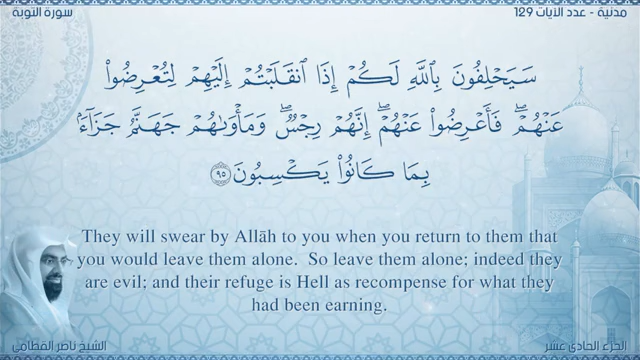 مدنية - عدد الآيات 129
سورة التوبة
سَيَحْلِفُونَ بِٱللَّهِ لَكُمْ إِذَا ٱنقَلَبْتُمْ إِلَيْهِمْ لِتُعْرِضُوا۟
عَنْهُمْ ۖ فَأَعْرِضُوا۟ عَنْهُمْ ۖ إِنَّهُمْ رِجْسٌ ۖ وَمَأْوَىٰهُمْ جَهَنَّمُ جَزَآءًۢ
بِمَا كَانُوا۟ يَكْسِبُونَ ٩٥
They will swear by Allāh to you when you return to them that
you would leave them alone.  So leave them alone; indeed they
are evil; and their refuge is Hell as recompense for what they
had been earning.
الجزء الحادي عشر
الشيخ ناصر القطامي